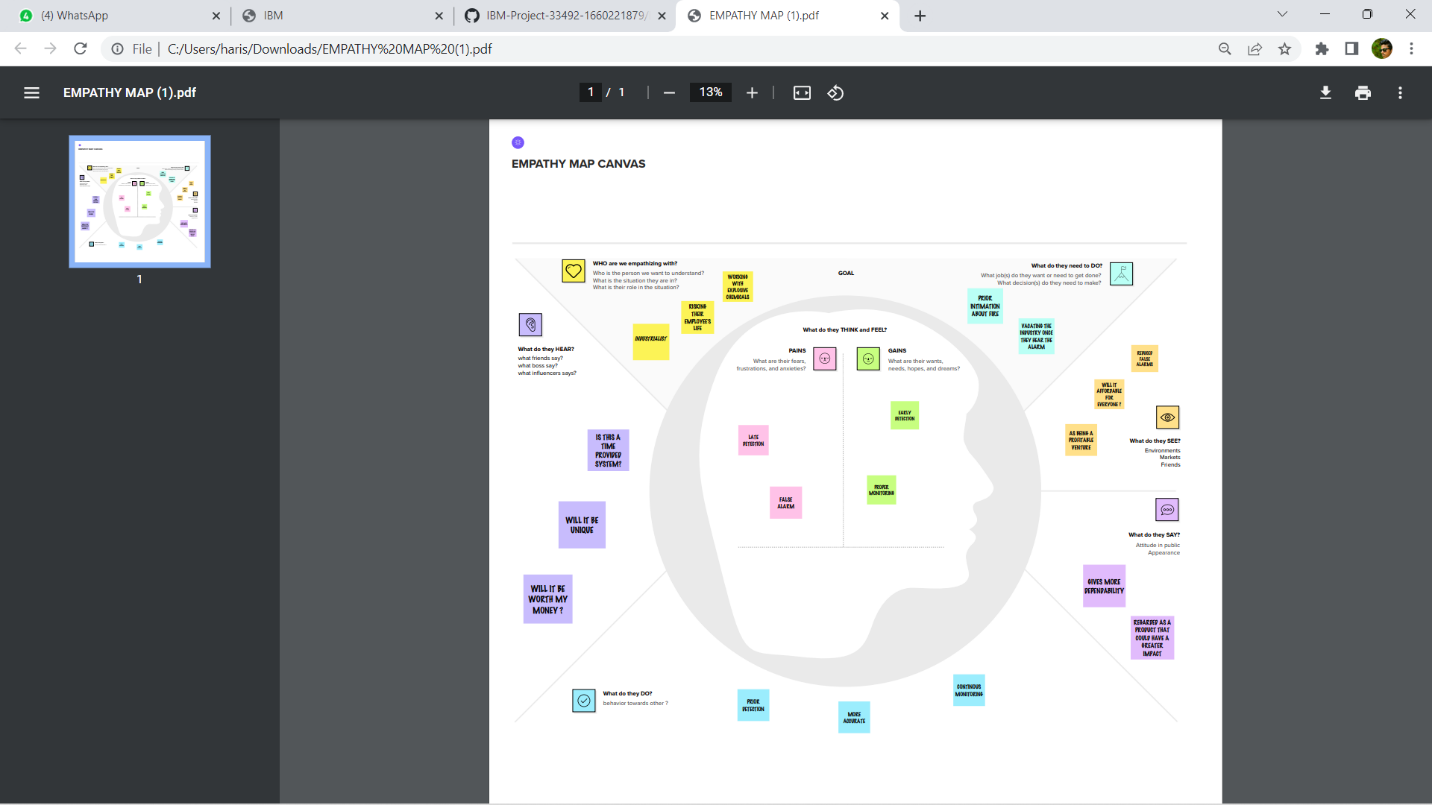 (4) WhatsApp
IBM
IBM-Project-33492-1660221879/
EMPATHY MAP (1).pdf
File | C:/Users/haris/Downloads/EMPATHY%20MAP%20(1).pdf
EMPATHY MAP (1).pdf
1 / 1
13%
1
EMPATHY MAP CANVAS
WHO are we empathizing with?
Who is the person we want to understand?
What is the situation they are in?
What is their role in the situation?
WORKING
WITH
EXPLOSIVE
CHEMICALS
RISKING
THEIR
EMPLOYEE'S
LIFE
INDUSTRIALIST
GOAL
What do they need to DO?
What job(s) do they want or need to get done?
What decision(s) do they need to make?
PRIOR
INTIMATION
ABOUT FIRE
VACATING THE
INDUSTRY ONCE
THEY HEAR THE
ALARM
What do they HEAR?
what friends say?
what boss say?
what influencers says?
IS THIS A
TIME
PROVIDED
SYSTEM?
WILL IT BE
UNIQUE
WILL IT BE
WORTH MY
MONEY ?
What do they THINK and FEEL?
PAINS
What are their fears,
frustrations, and anxieties?
GAINS
What are their wants,
needs, hopes, and dreams?
LATE
DETECTION
FALSE
ALARM
EARLY
DETECTION
PROPER
MONITORING
REDUCE
FALSE
ALARMS
WILL IT
AFFORDABLE
FOR
EVERYONE ?
AS BEING A
PROFITABLE
VENTURE
What do they SEE?
Environments
Markets
Friends
What do they SAY?
Attitude in public
Appearance
GIVES MORE
DEPENDABILITY
REGARDED AS A
PRODUCT THAT
COULD HAVE A
GREATER
IMPACT
What do they DO?
behavior towards other ?
PRIOR
DETECTION
MORE
ACCURATE
CONTINOUS
MONITORING